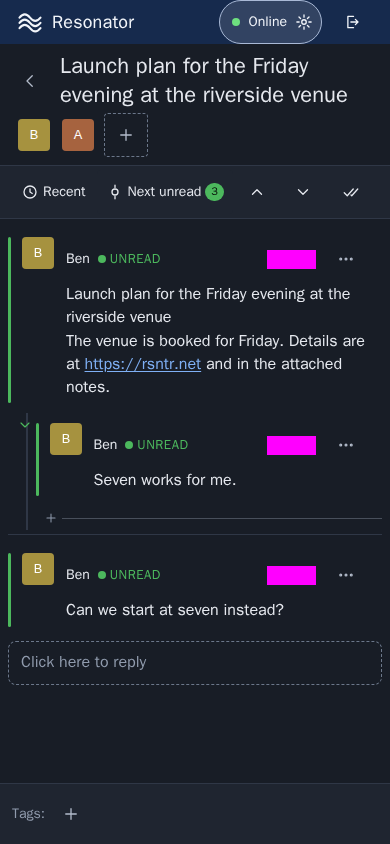 Resonator
Online
Launch plan for the Friday
evening at the riverside venue
B
A
Recent
Next unread 3
B
Ben
UNREAD
Launch plan for the Friday evening at the
riverside venue
The venue is booked for Friday. Details are
at https://rsntr.net and in the attached
notes.
B
Ben
UNREAD
Seven works for me.
B
Ben
UNREAD
Can we start at seven instead?
Click here to reply
Tags: